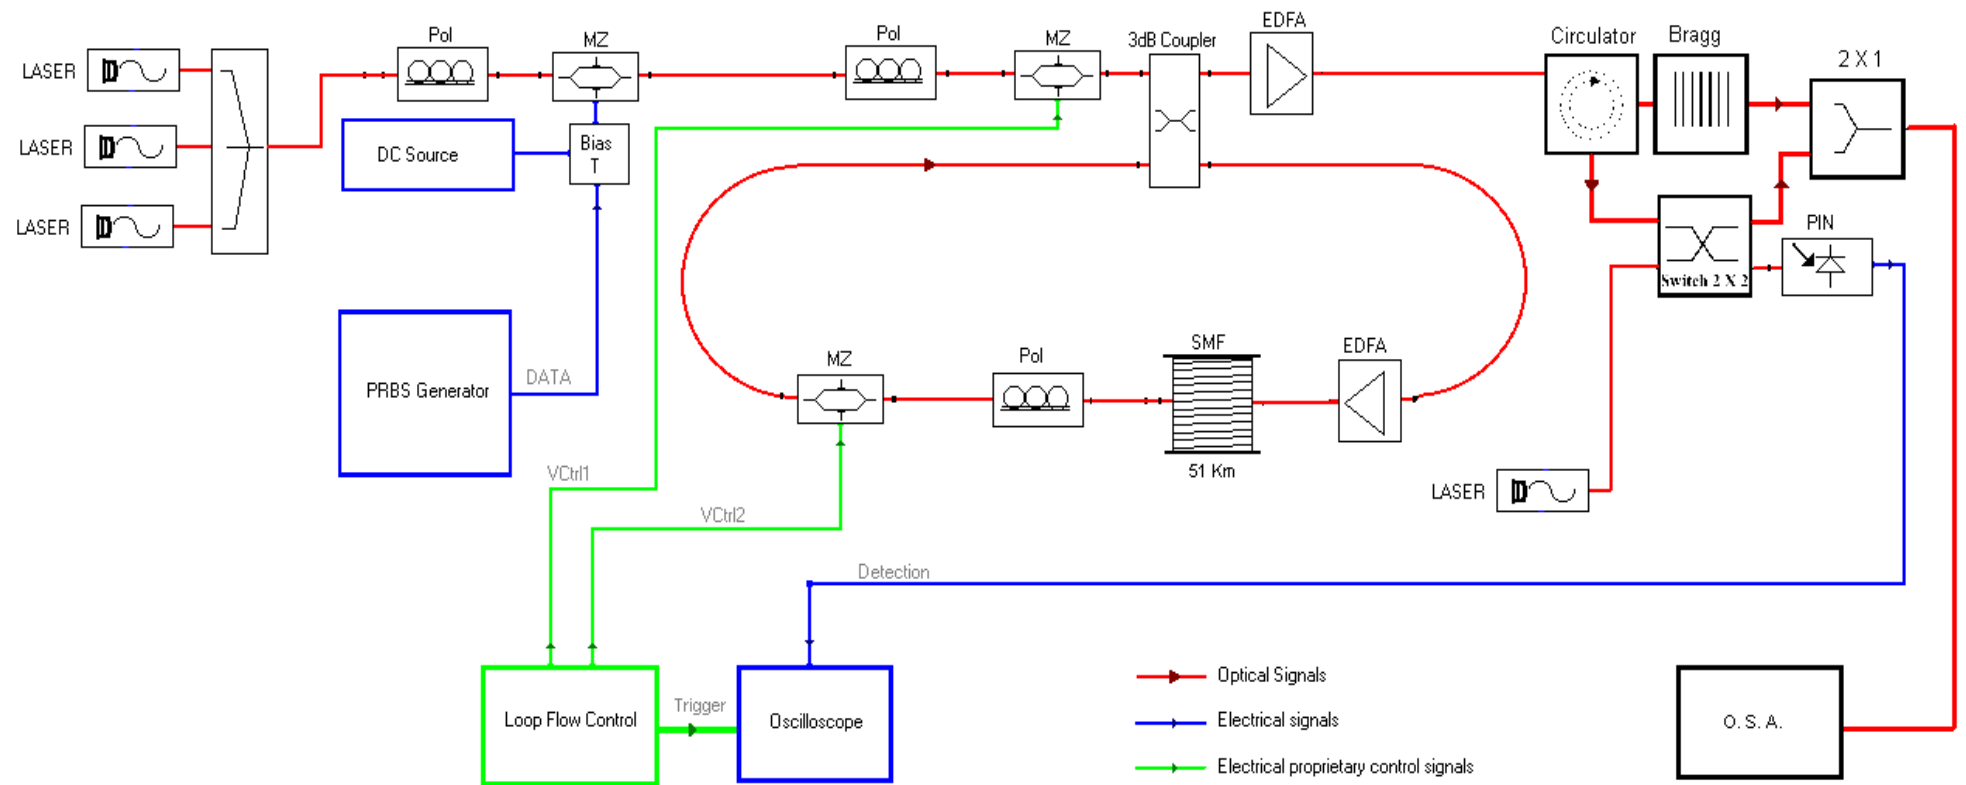 EDFA
Pol
MZ
Pol
MZ
3dB Coupler
Circulator
Bragg
2 X 1
LASER
LASER
DC Source
Bias
T
LASER
PIN
Switch 2 X 2
SMF
EDFA
MZ
Pol
PRBS Generator
DATA
51 Km
VCtrl1
LASER
VCtrl2
Detection
Optical Signals
Trigger
Loop Flow Control
Oscilloscope
Electrical signals
O. S. A.
Electrical proprietary control signals